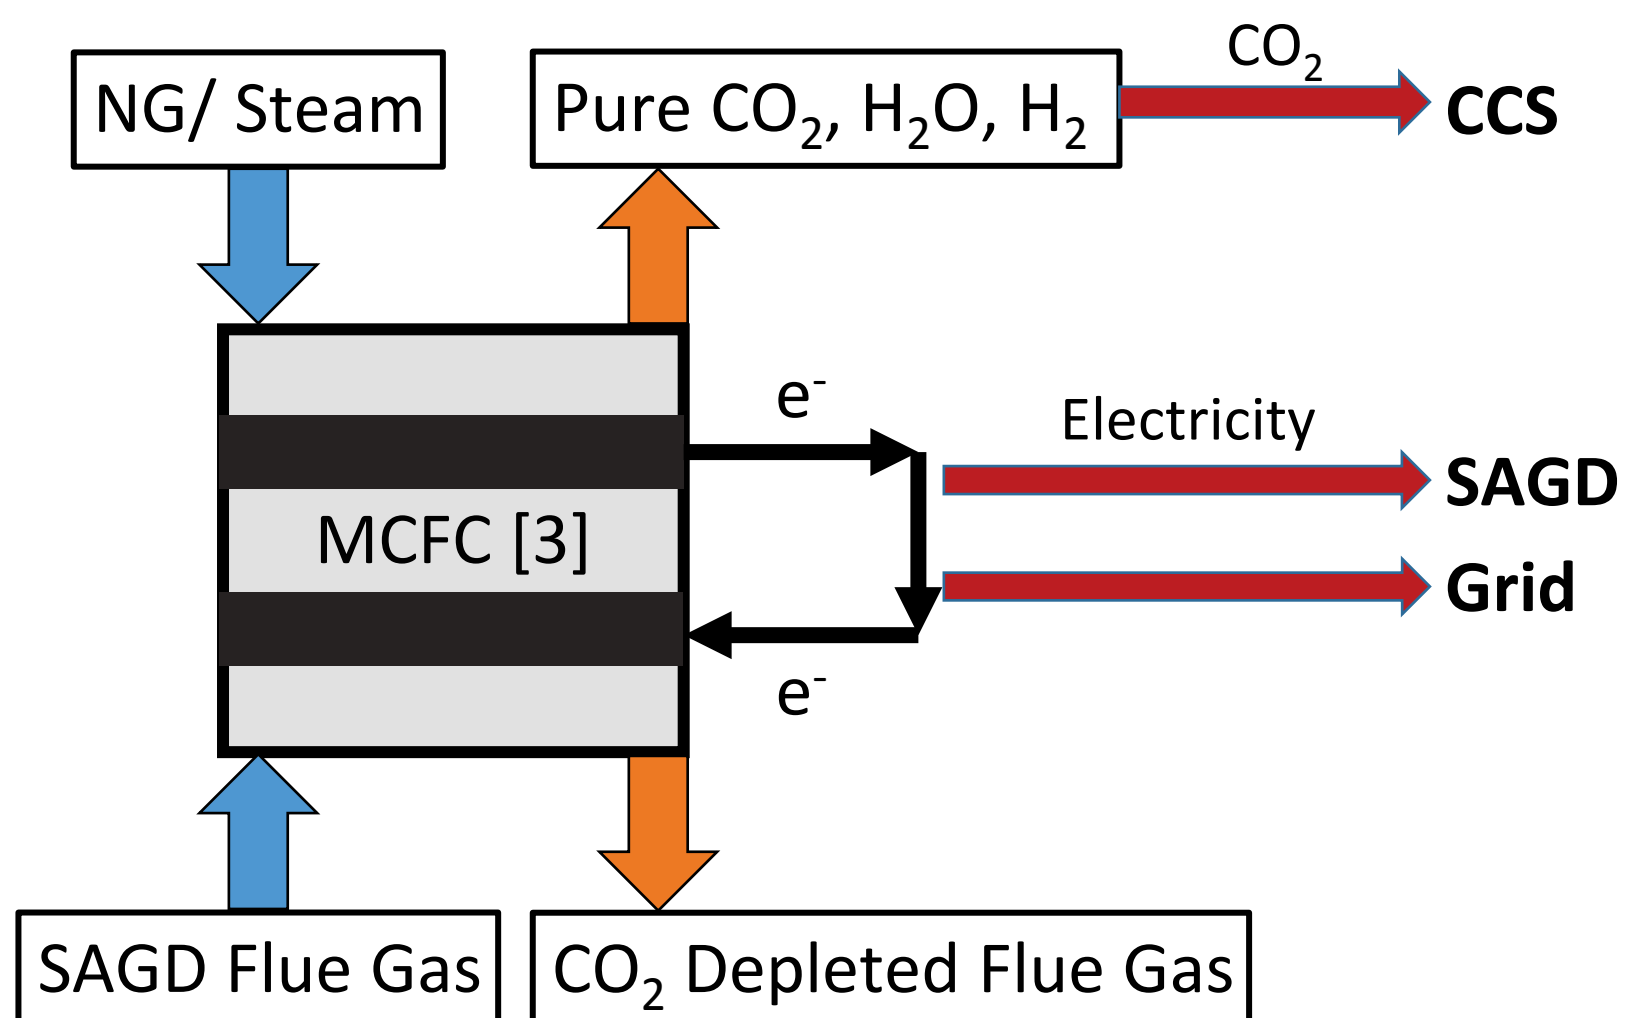 NG/ Steam
Pure CO₂, H₂O, H₂
CO₂
CCS
e⁻
Electricity
SAGD
MCFC [3]
Grid
e⁻
SAGD Flue Gas
CO₂ Depleted Flue Gas